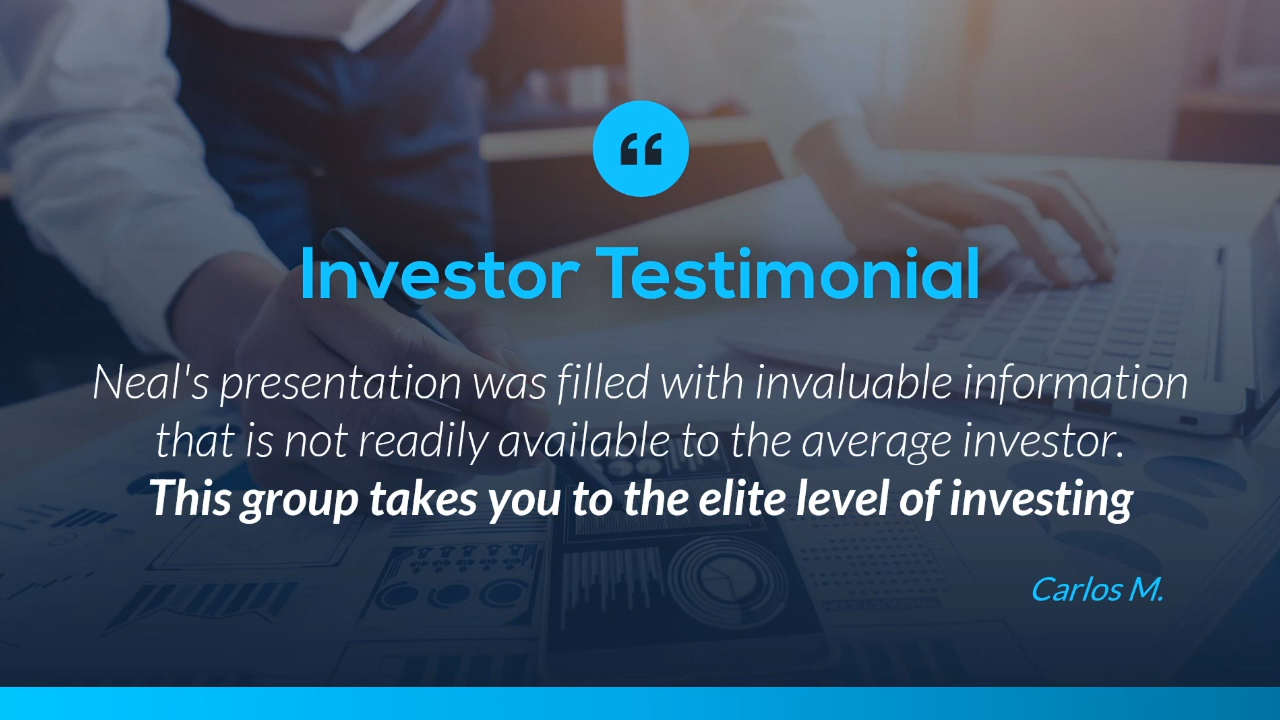 “
Investor Testimonial
Neal's presentation was filled with invaluable information
that is not readily available to the average investor.
This group takes you to the elite level of investing
Carlos M.